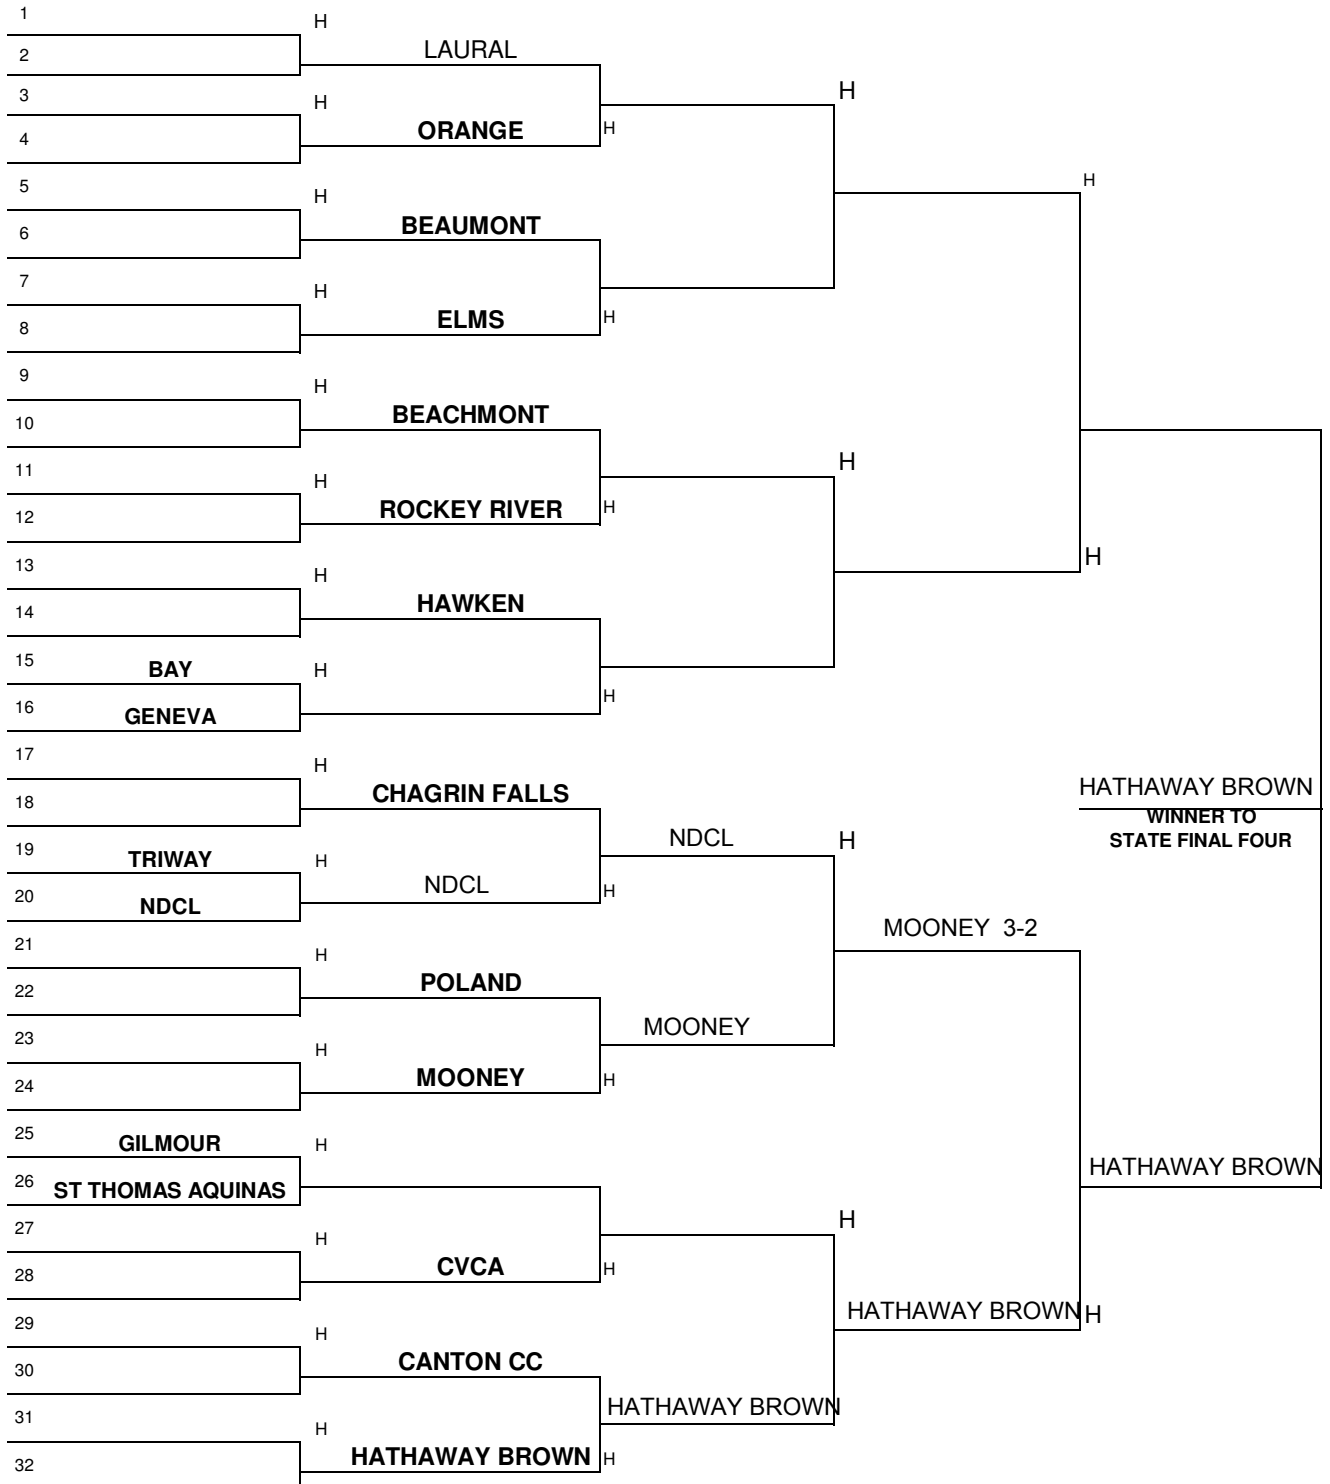 1
H
2
LAURAL
3
H
H
4
ORANGE
H
5
H
H
6
BEAUMONT
7
H
8
ELMS
H
9
H
10
BEACHMONT
11
H
H
12
ROCKEY RIVER
H
13
H
H
14
HAWKEN
15
BAY
H
16
GENEVA
H
17
H
18
CHAGRIN FALLS
HATHAWAY BROWN
WINNER TO
STATE FINAL FOUR
19
TRIWAY
H
NDCL
H
20
NDCL
NDCL
H
21
H
MOONEY 3-2
22
POLAND
23
H
MOONEY
24
MOONEY
H
25
GILMOUR
H
26
ST THOMAS AQUINAS
HATHAWAY BROWN
27
H
H
28
CVCA
H
29
H
HATHAWAY BROWN
H
30
CANTON CC
31
H
HATHAWAY BROWN
32
HATHAWAY BROWN
H